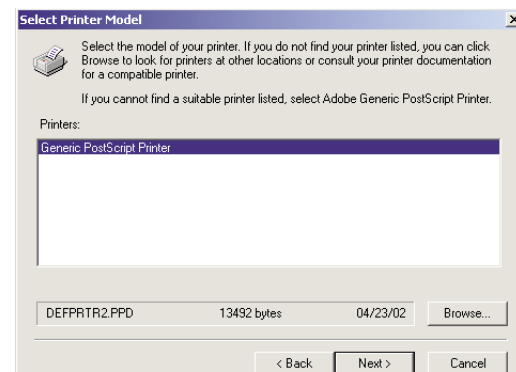 Select Printer Model
Select the model of your printer. If you do not find your printer listed, you can click
Browse to look for printers at other locations or consult your printer documentation
for a compatible printer.
If you cannot find a suitable printer listed, select Adobe Generic PostScript Printer.
Printers:
Generic PostScript Printer
DEFPRTR2.PPD 13492 bytes 04/23/02 Browse...
< Back Next > Cancel